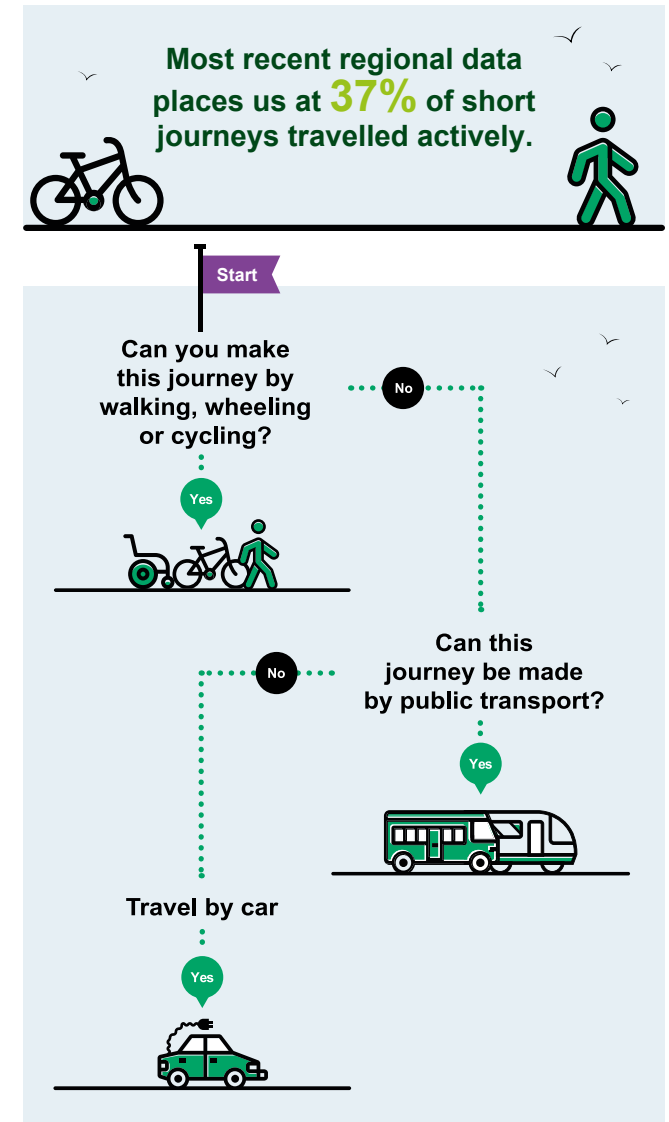 Most recent regional data
places us at 37% of short
journeys travelled actively.
Start
Can you make
this journey by
walking, wheeling
or cycling?
No
Yes
Can this
journey be made
by public transport?
No
Yes
Travel by car
Yes